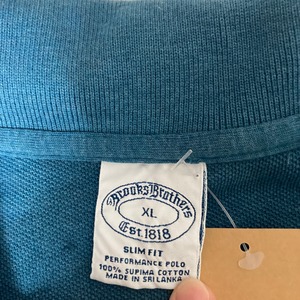 Brooks Brothers
XL
Est. 1818
SLIM FIT
PERFORMANCE POLO
100% SUPIMA COTTON
MADE IN SRI LANKA